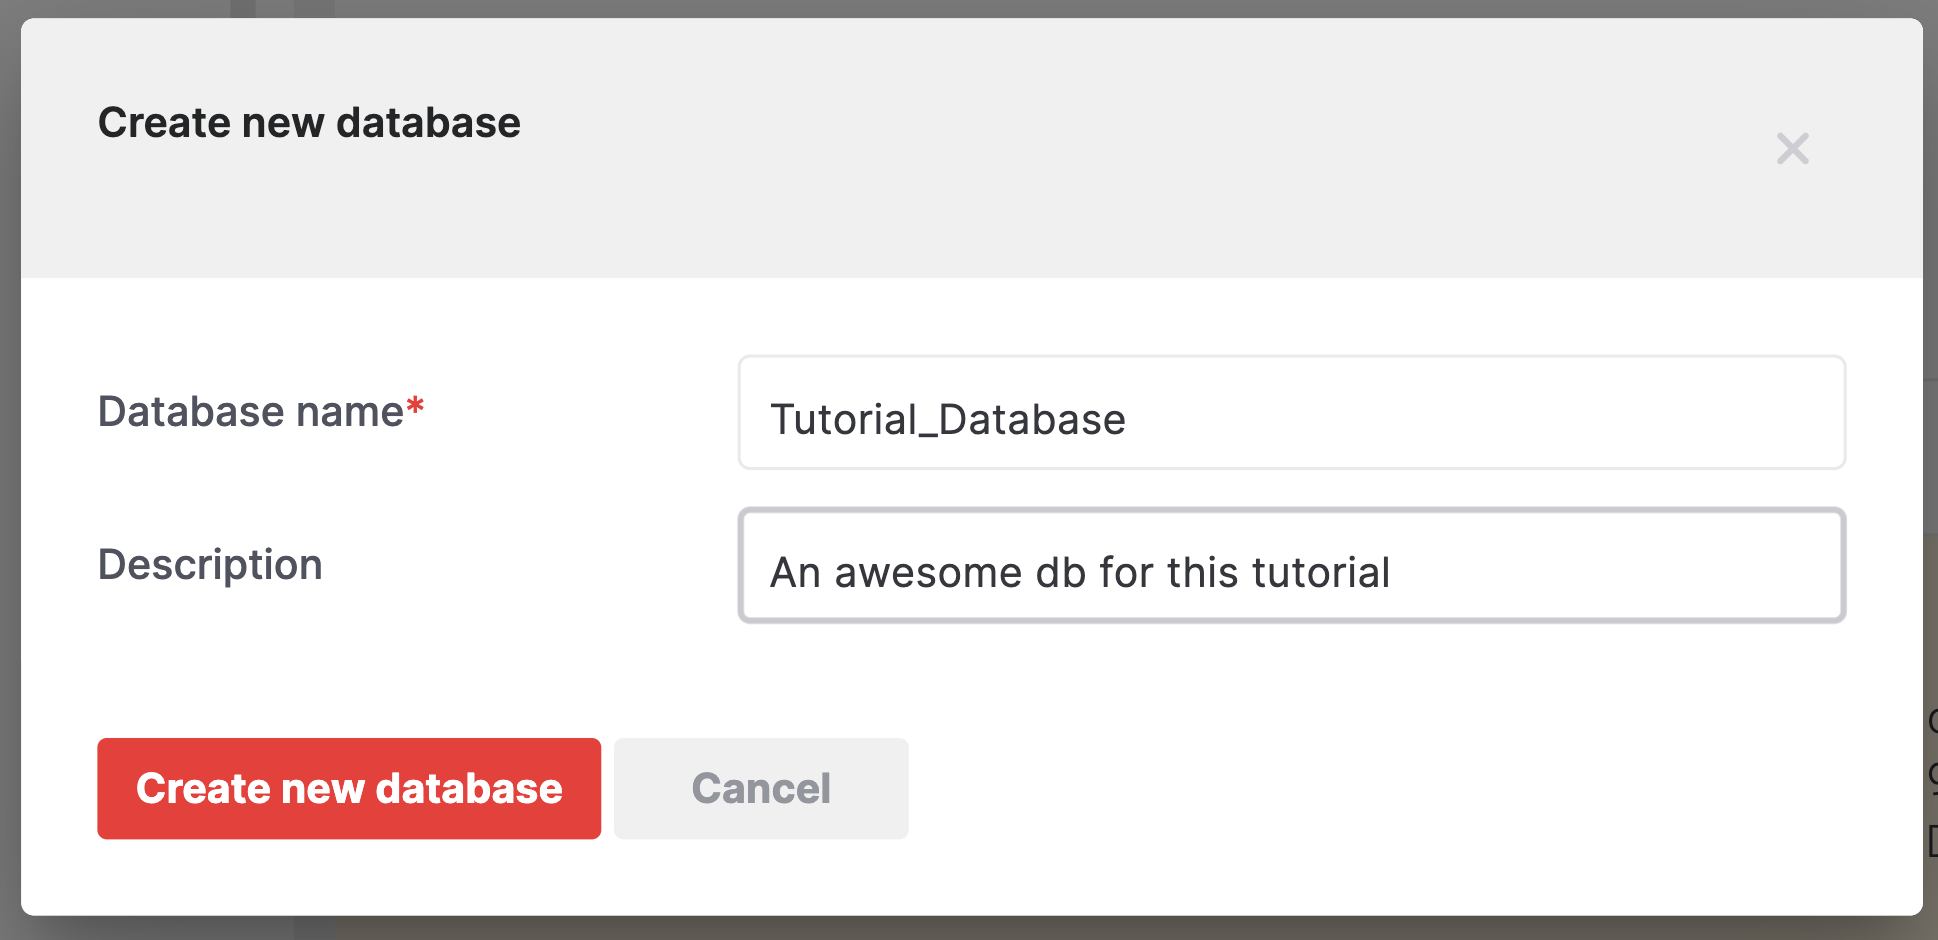 Create new database
Database name*
Tutorial_Database
Description
An awesome db for this tutorial
Create new database
Cancel